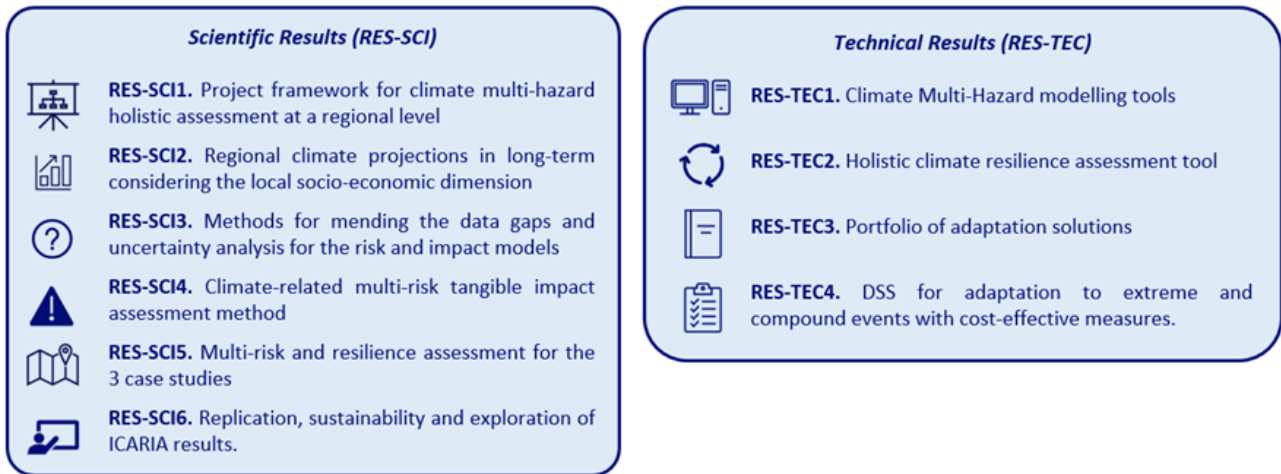 Scientific Results (RES-SCI)
RES-SCI1. Project framework for climate multi-hazard
holistic assessment at a regional level
RES-SCI2. Regional climate projections in long-term
considering the local socio-economic dimension
RES-SCI3. Methods for mending the data gaps and
uncertainty analysis for the risk and impact models
RES-SCI4. Climate-related multi-risk tangible impact
assessment method
RES-SCI5. Multi-risk and resilience assessment for the
3 case studies
RES-SCI6. Replication, sustainability and exploration of
ICARIA results.
Technical Results (RES-TEC)
RES-TEC1. Climate Multi-Hazard modelling tools
RES-TEC2. Holistic climate resilience assessment tool
RES-TEC3. Portfolio of adaptation solutions
RES-TEC4. DSS for adaptation to extreme and
compound events with cost-effective measures.